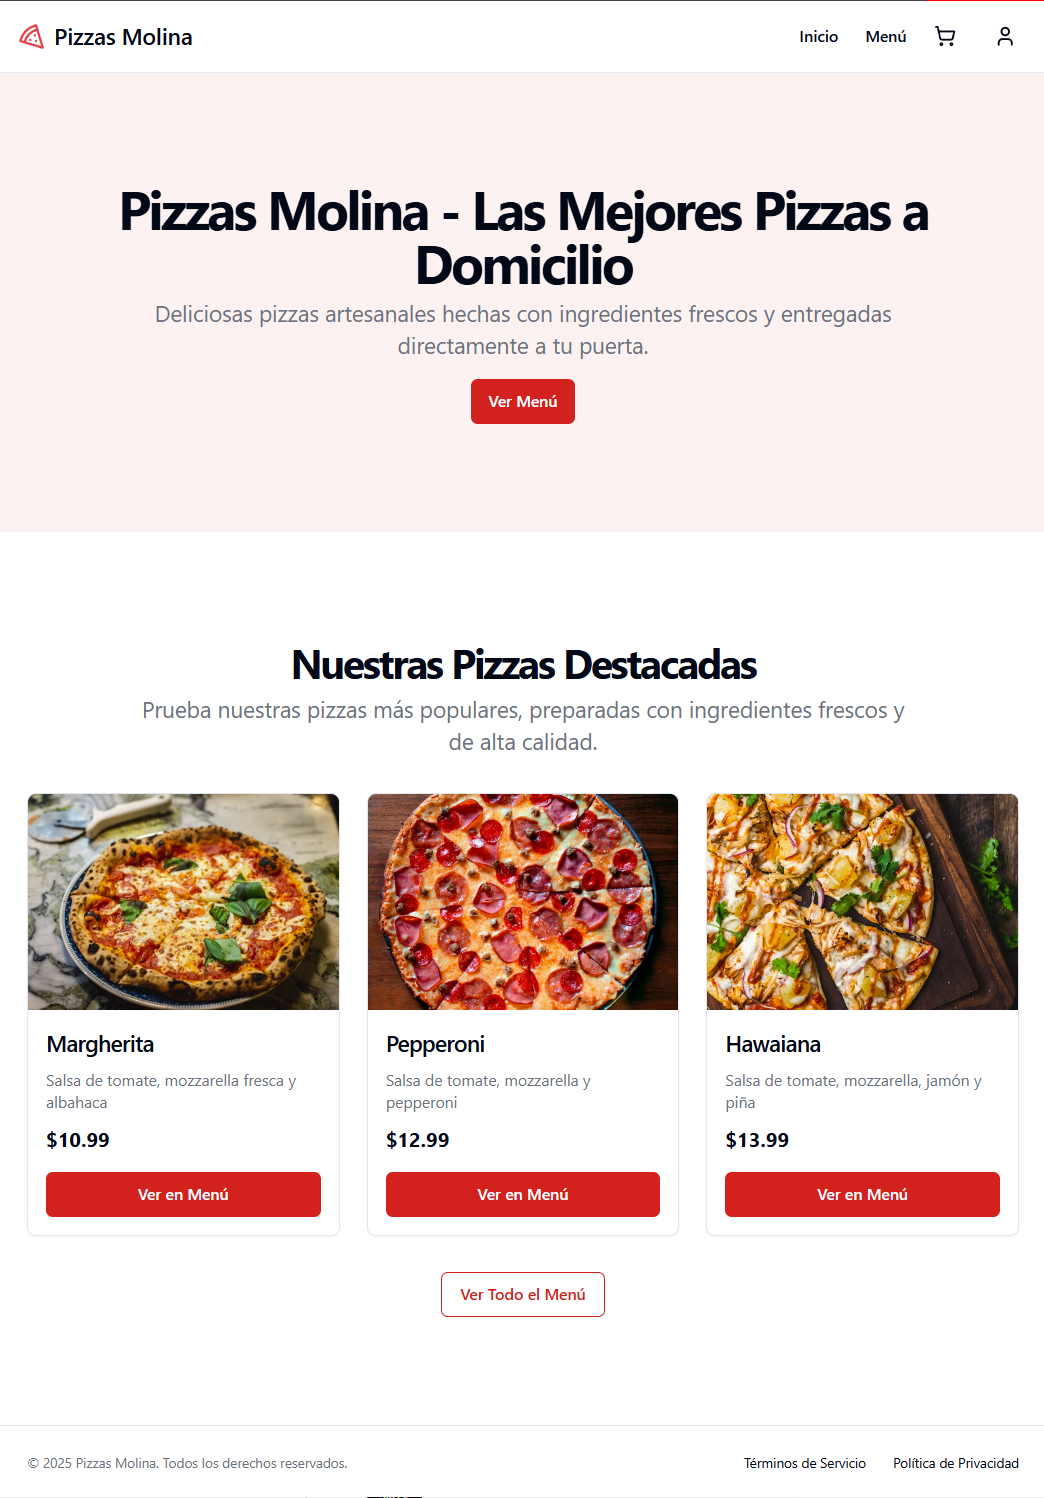 Pizzas Molina
Inicio
Menú
Pizzas Molina - Las Mejores Pizzas a
Domicilio
Deliciosas pizzas artesanales hechas con ingredientes frescos y entregadas
directamente a tu puerta.
Ver Menú
Nuestras Pizzas Destacadas
Prueba nuestras pizzas más populares, preparadas con ingredientes frescos y
de alta calidad.
Margherita
Salsa de tomate, mozzarella fresca y
albahaca
$10.99
Ver en Menú
Pepperoni
Salsa de tomate, mozzarella y
pepperoni
$12.99
Ver en Menú
Hawaiana
Salsa de tomate, mozzarella, jamón y
piña
$13.99
Ver en Menú
Ver Todo el Menú
© 2025 Pizzas Molina. Todos los derechos reservados.
Términos de Servicio
Política de Privacidad